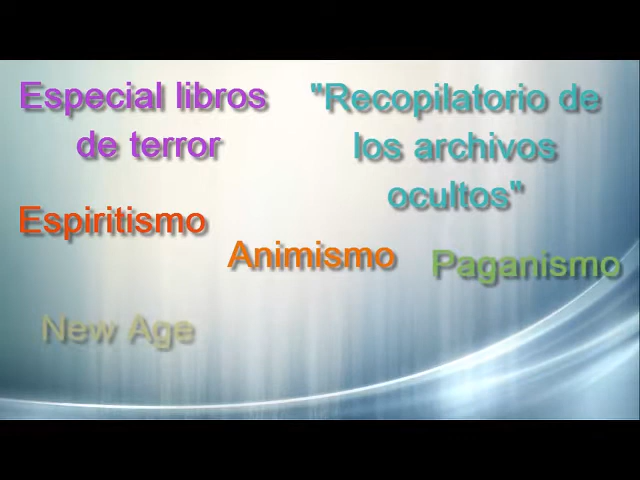 Especial libros
de terror
"Recopilatorio de
los archivos
ocultos"
Espiritismo
Animismo
Paganismo
New Age